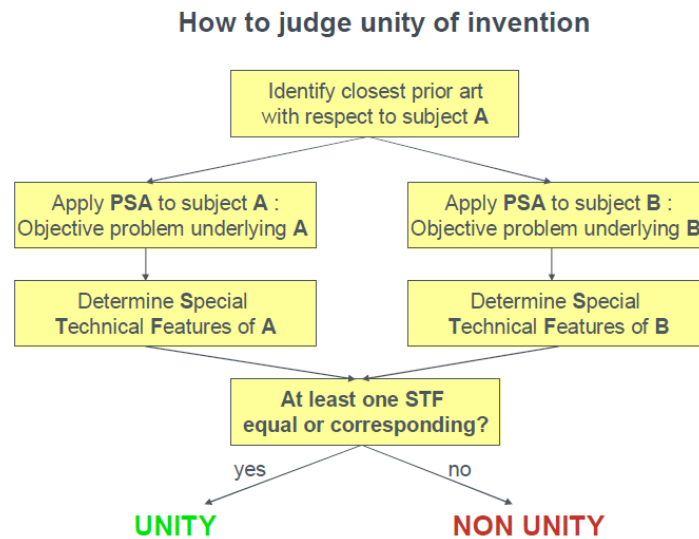 How to judge unity of invention
Identify closest prior art
with respect to subject A
Apply PSA to subject A :
Objective problem underlying A
Apply PSA to subject B :
Objective problem underlying B
Determine Special
Technical Features of A
Determine Special
Technical Features of B
At least one STF
equal or corresponding?
yes
no
UNITY
NON UNITY